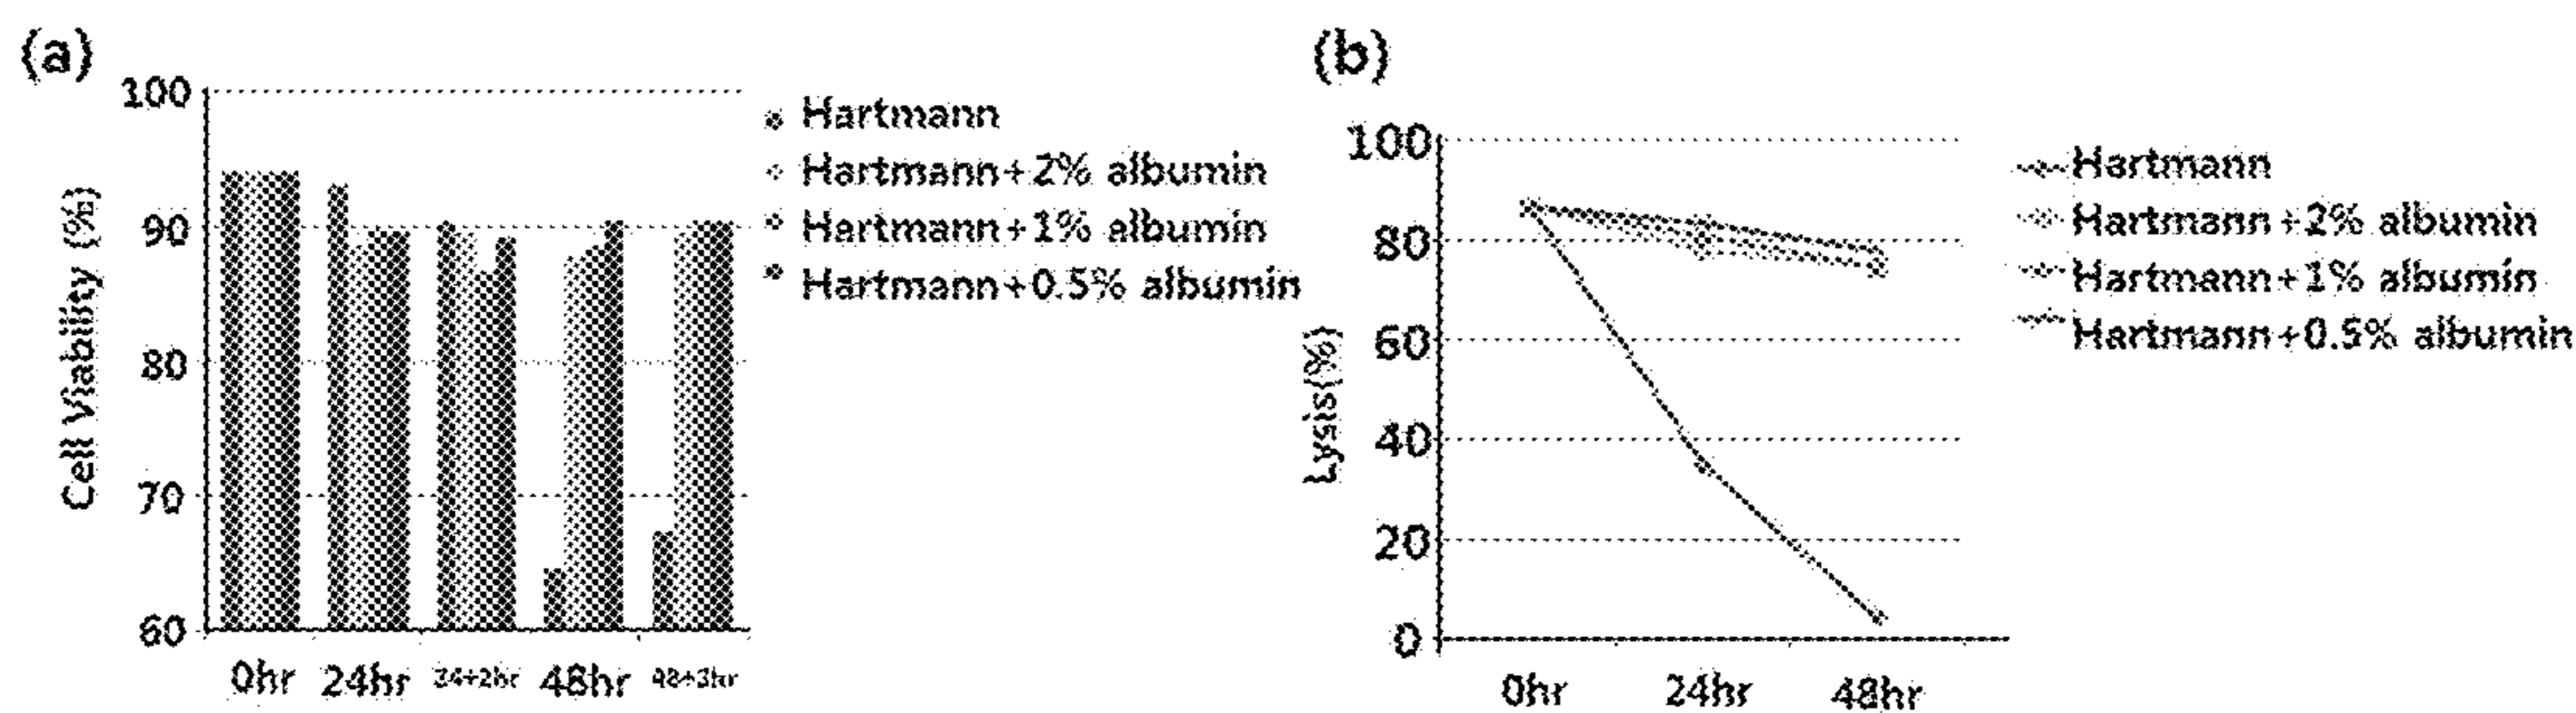 (a)
100
90
80
70
60
Cell Viability (%)
0hr 24hr 24+2hr 48hr 48+3hr
Hartmann
Hartmann+2% albumin
Hartmann+1% albumin
Hartmann+0.5% albumin
(b)
100
80
60
40
20
0
Lysis(%)
0hr 24hr 48hr
Hartmann
Hartmann+2% albumin
Hartmann+1% albumin
Hartmann+0.5% albumin